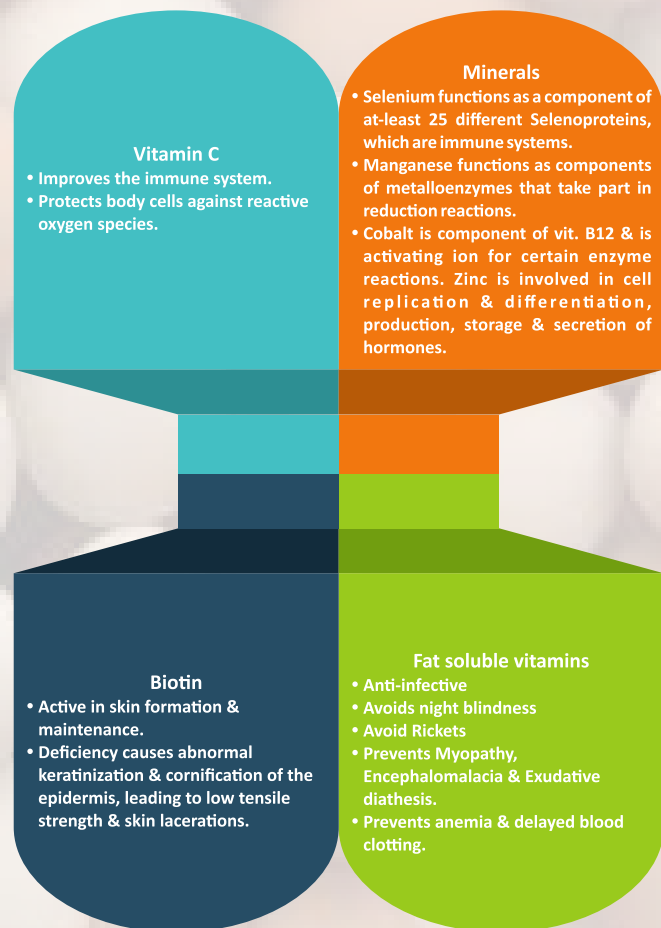 Vitamin C
• Improves the immune system.
• Protects body cells against reactive
oxygen species.
Minerals
• Selenium functions as a component of
at-least 25 different Selenoproteins,
which are immune systems.
• Manganese functions as components
of metalloenzymes that take part in
reduction reactions.
• Cobalt is component of vit. B12 & is
activating ion for certain enzyme
reactions. Zinc is involved in cell
replication & differentiation,
production, storage & secretion of
hormones.
Biotin
• Active in skin formation &
maintenance.
• Deficiency causes abnormal
keratinization & cornification of the
epidermis, leading to low tensile
strength & skin lacerations.
Fat soluble vitamins
• Anti-infective
• Avoids night blindness
• Avoid Rickets
• Prevents Myopathy,
Encephalomalacia & Exudative
diathesis.
• Prevents anemia & delayed blood
clotting.